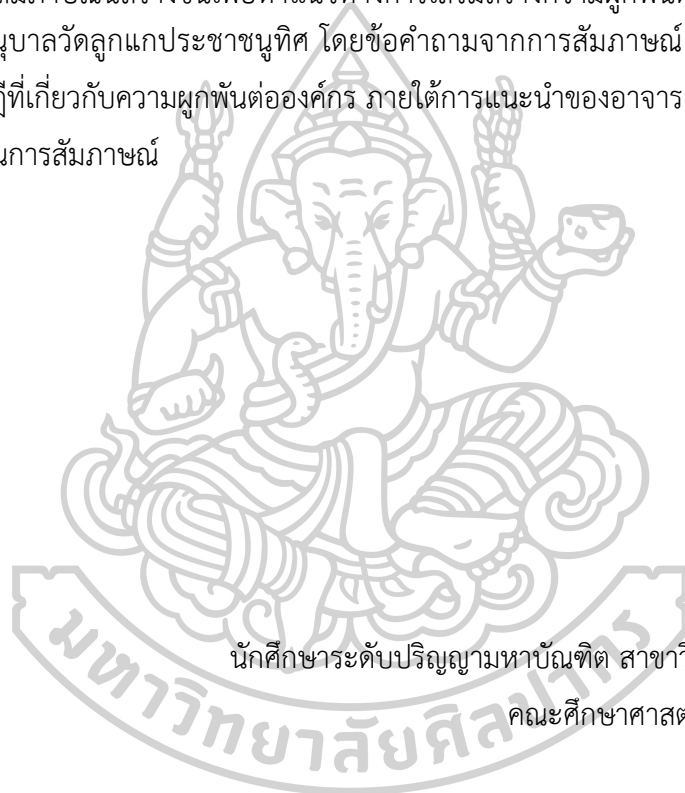 นุบาลวัดลูกแกประชาชนูทิศ โดยข้อคำถามจากการสัมภาษณ์
ที่เกี่ยวกับความผูกพันต่อองค์กร ภายใต้การแนะนำของอาจาร
นการสัมภาษณ์
นักศึกษาระดับปริญญามหาบัณฑิต สาขาวิ
คณะศึกษาศาสต
มหาวิทยาลัยศิลปากร